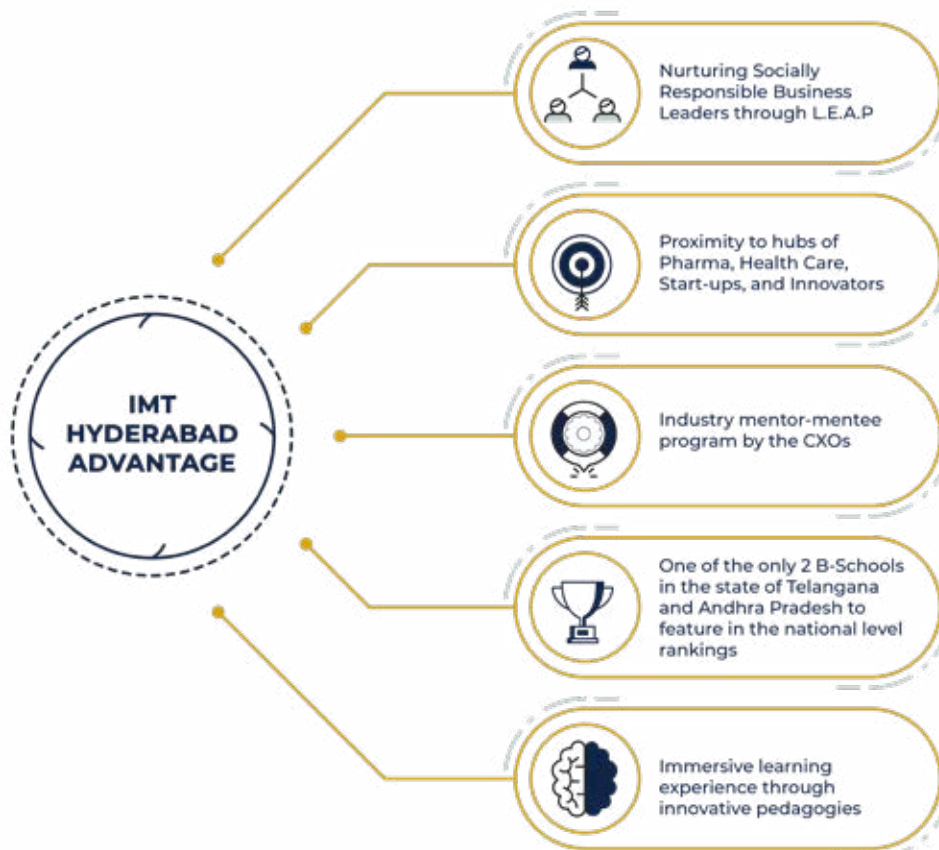 IMT
HYDERABAD
ADVANTAGE
Nurturing Socially
Responsible Business
Leaders through L.E.A.P
Proximity to hubs of
Pharma, Health Care,
Start-ups, and Innovators
Industry mentor-mentee
program by the CXOs
One of the only 2 B-Schools
in the state of Telangana
and Andhra Pradesh to
feature in the national level
rankings
Immersive learning
experience through
innovative pedagogies